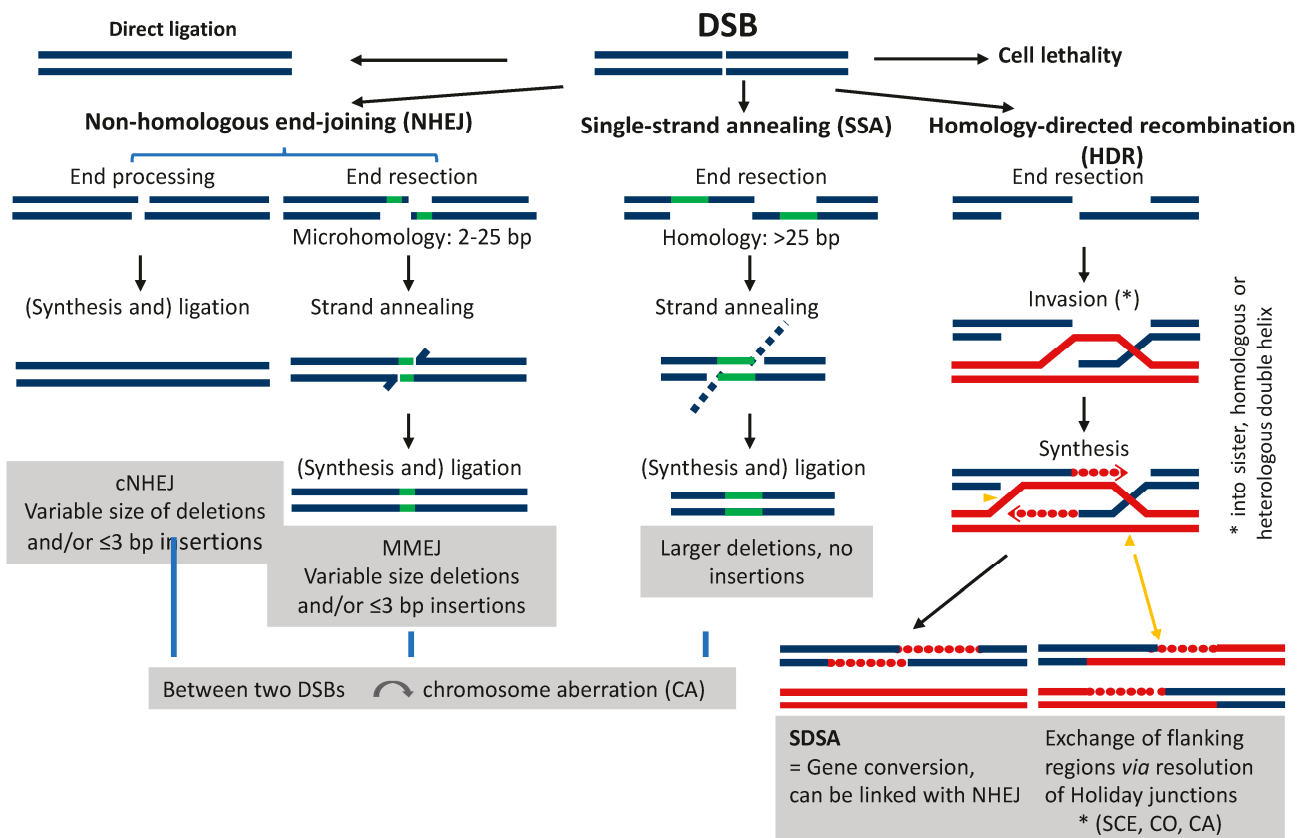 DSB
Direct ligation
Cell lethality
Non-homologous end-joining (NHEJ)
Single-strand annealing (SSA)
Homology-directed recombination
(HDR)
End processing
End resection
End resection
End resection
Microhomology: 2-25 bp
Homology: >25 bp
(Synthesis and) ligation
Strand annealing
Strand annealing
Invasion (*)
* into sister, homologous or
heterologous double helix
Synthesis
(Synthesis and) ligation
(Synthesis and) ligation
cNHEJ
Variable size of deletions
and/or ≤3 bp insertions
MMEJ
Variable size deletions
and/or ≤3 bp insertions
Larger deletions, no
insertions
Between two DSBs
chromosome aberration (CA)
SDSA
= Gene conversion,
can be linked with NHEJ
Exchange of flanking
regions via resolution
of Holiday junctions
* (SCE, CO, CA)